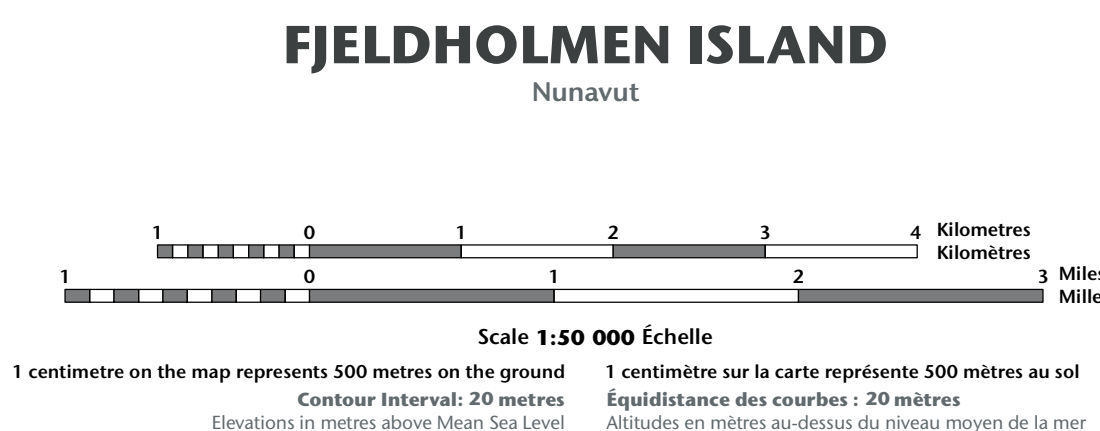 FJELDHOLMEN ISLAND
Nunavut
1 0 1 2 3 4 Kilometres
Kilomètres
1 0 1 2 3 Miles
Mille
Scale 1:50 000 Échelle
1 centimetre on the map represents 500 metres on the ground
1 centimètre sur la carte représente 500 mètres au sol
Contour Interval: 20 metres
Équidistance des courbes : 20 mètres
Elevations in metres above Mean Sea Level
Altitudes en mètres au-dessus du niveau moyen de la mer